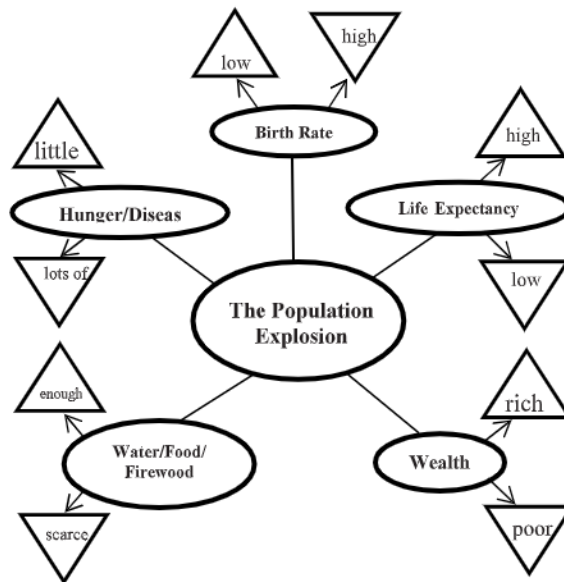 high
low
Birth Rate
little
high
Hunger/Diseas
Life Expectancy
lots of
low
The Population
Explosion
enough
rich
Water/Food/
Firewood
Wealth
scarce
poor